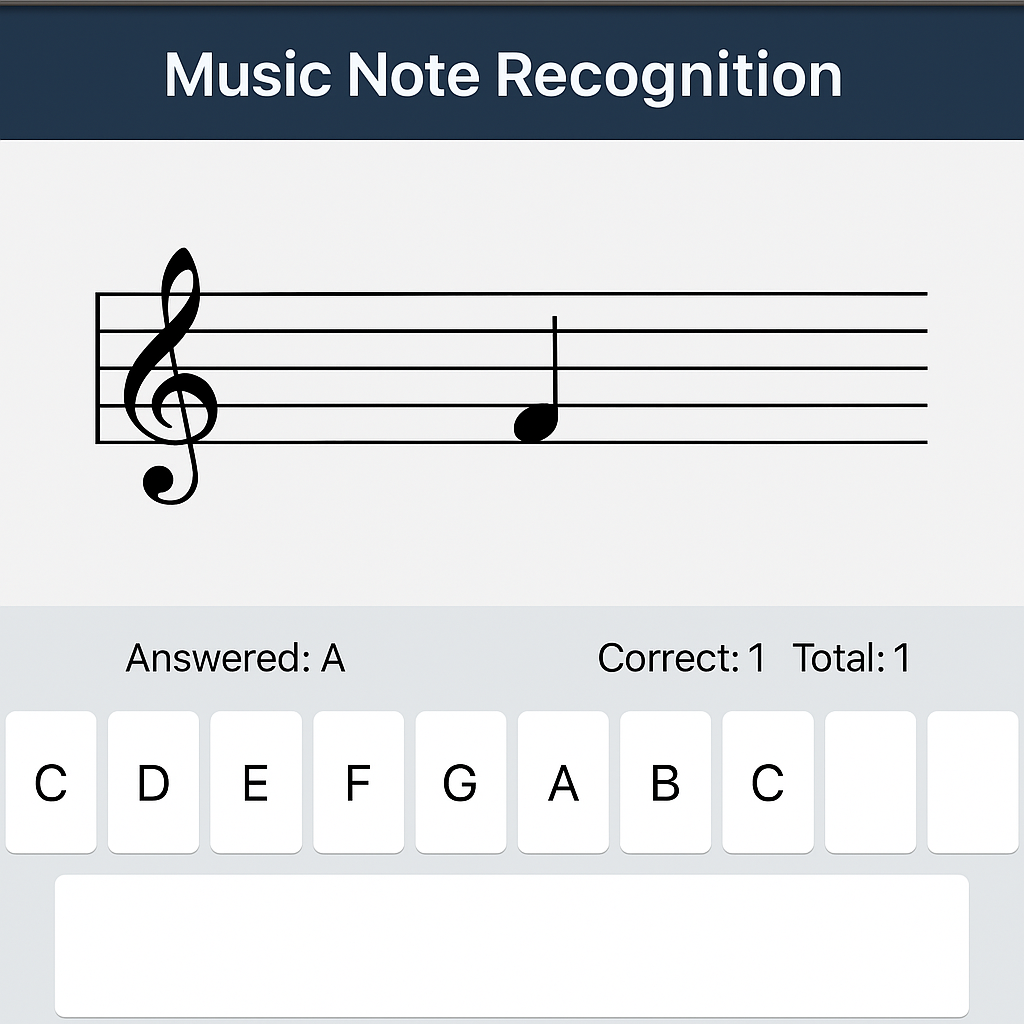 Music Note Recognition
Answered: A Correct: 1 Total: 1
C D E F G A B C